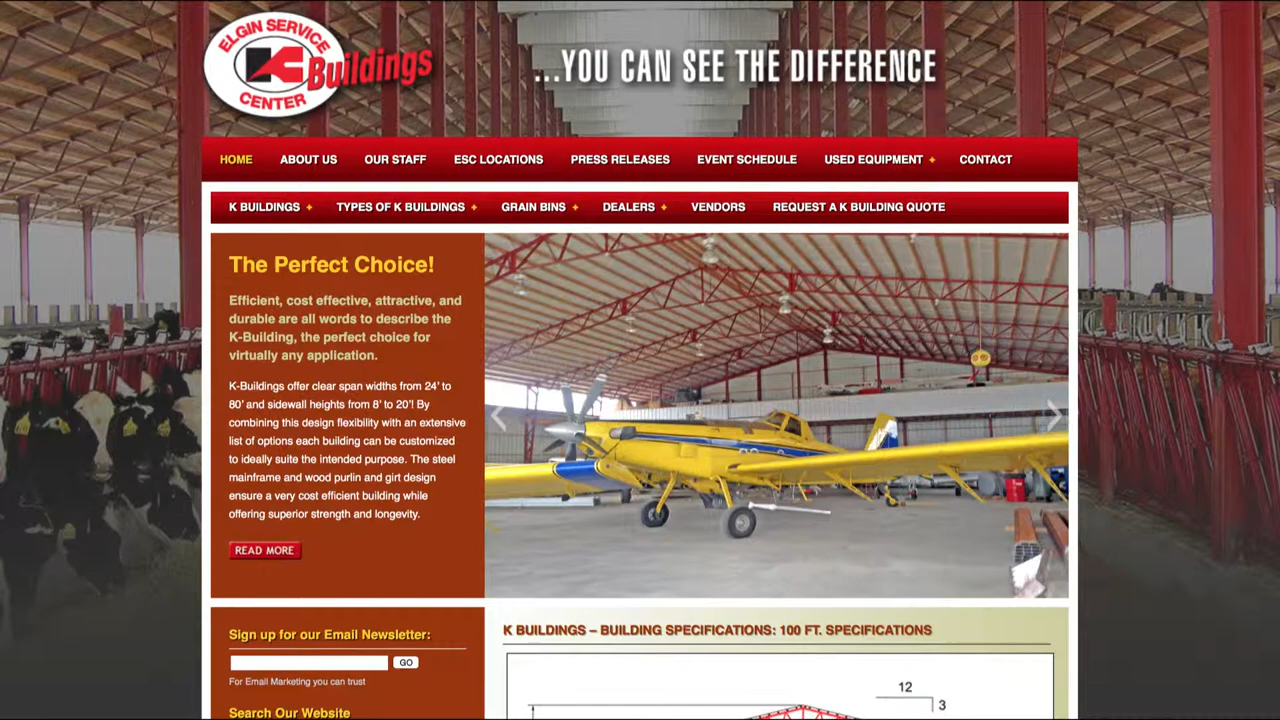 ELGIN SERVICE
K Buildings
CENTER
...YOU CAN SEE THE DIFFERENCE
HOME ABOUT US OUR STAFF ESC LOCATIONS PRESS RELEASES EVENT SCHEDULE USED EQUIPMENT + CONTACT
K BUILDINGS + TYPES OF K BUILDINGS + GRAIN BINS + DEALERS + VENDORS REQUEST A K BUILDING QUOTE
The Perfect Choice!
Efficient, cost effective, attractive, and
durable are all words to describe the
K-Building, the perfect choice for
virtually any application.
K-Buildings offer clear span widths from 24' to
80' and sidewall heights from 8' to 20'! By
combining this design flexibility with an extensive
list of options each building can be customized
to ideally suite the intended purpose. The steel
mainframe and wood purlin and girt design
ensure a very cost efficient building while
offering superior strength and longevity.
READ MORE
Sign up for our Email Newsletter:
GO
For Email Marketing you can trust
Search Our Website
K BUILDINGS – BUILDING SPECIFICATIONS: 100 FT. SPECIFICATIONS
12
3